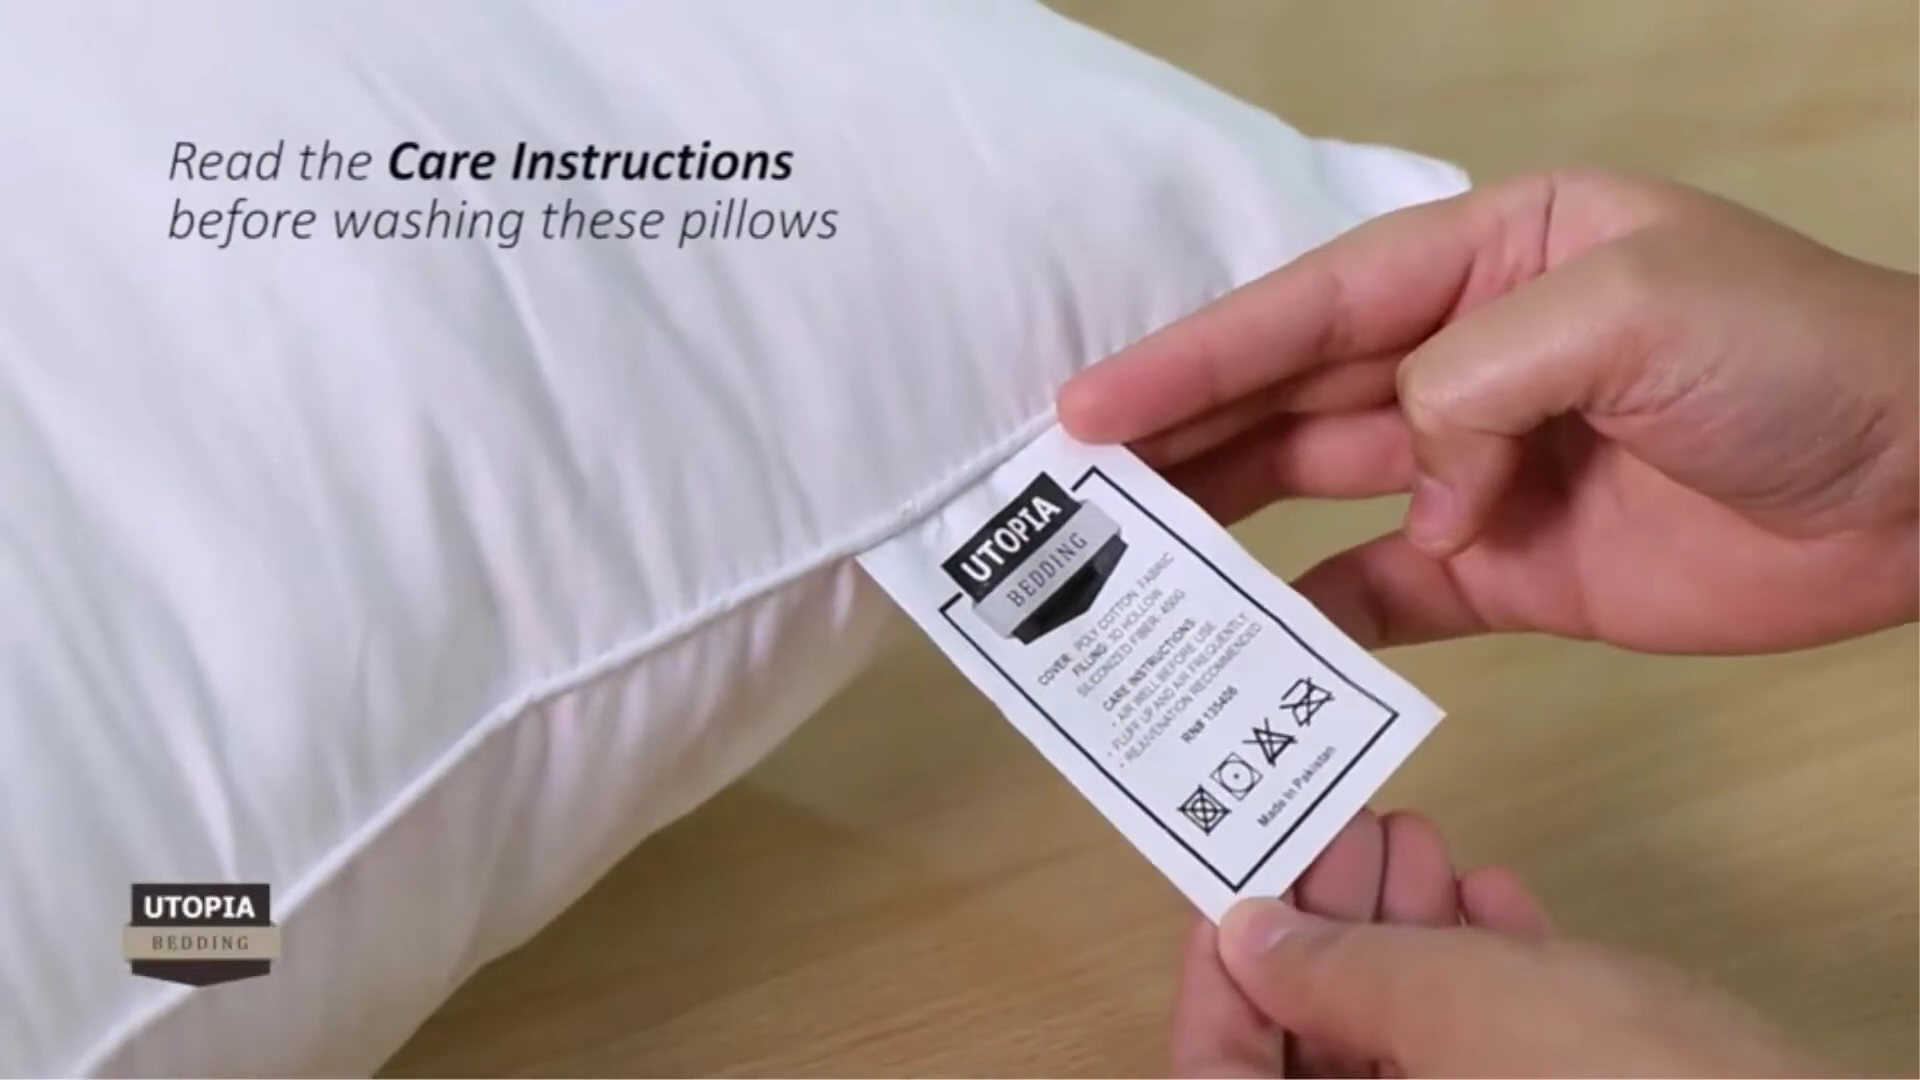 Read the Care Instructions
before washing these pillows
UTOPIA
BEDDING
COVER: POLY COTTON FABRIC
FILLING: 3D HOLLOW
SILICONIZED FIBER- 450G
CARE INSTRUCTIONS:
• AIR WELL BEFORE USE
• FLUFF UP AND AIR FREQUENTLY
• REJUVENATION RECOMMENDED
RN# 135406
Made In Pakistan
UTOPIA
BEDDING